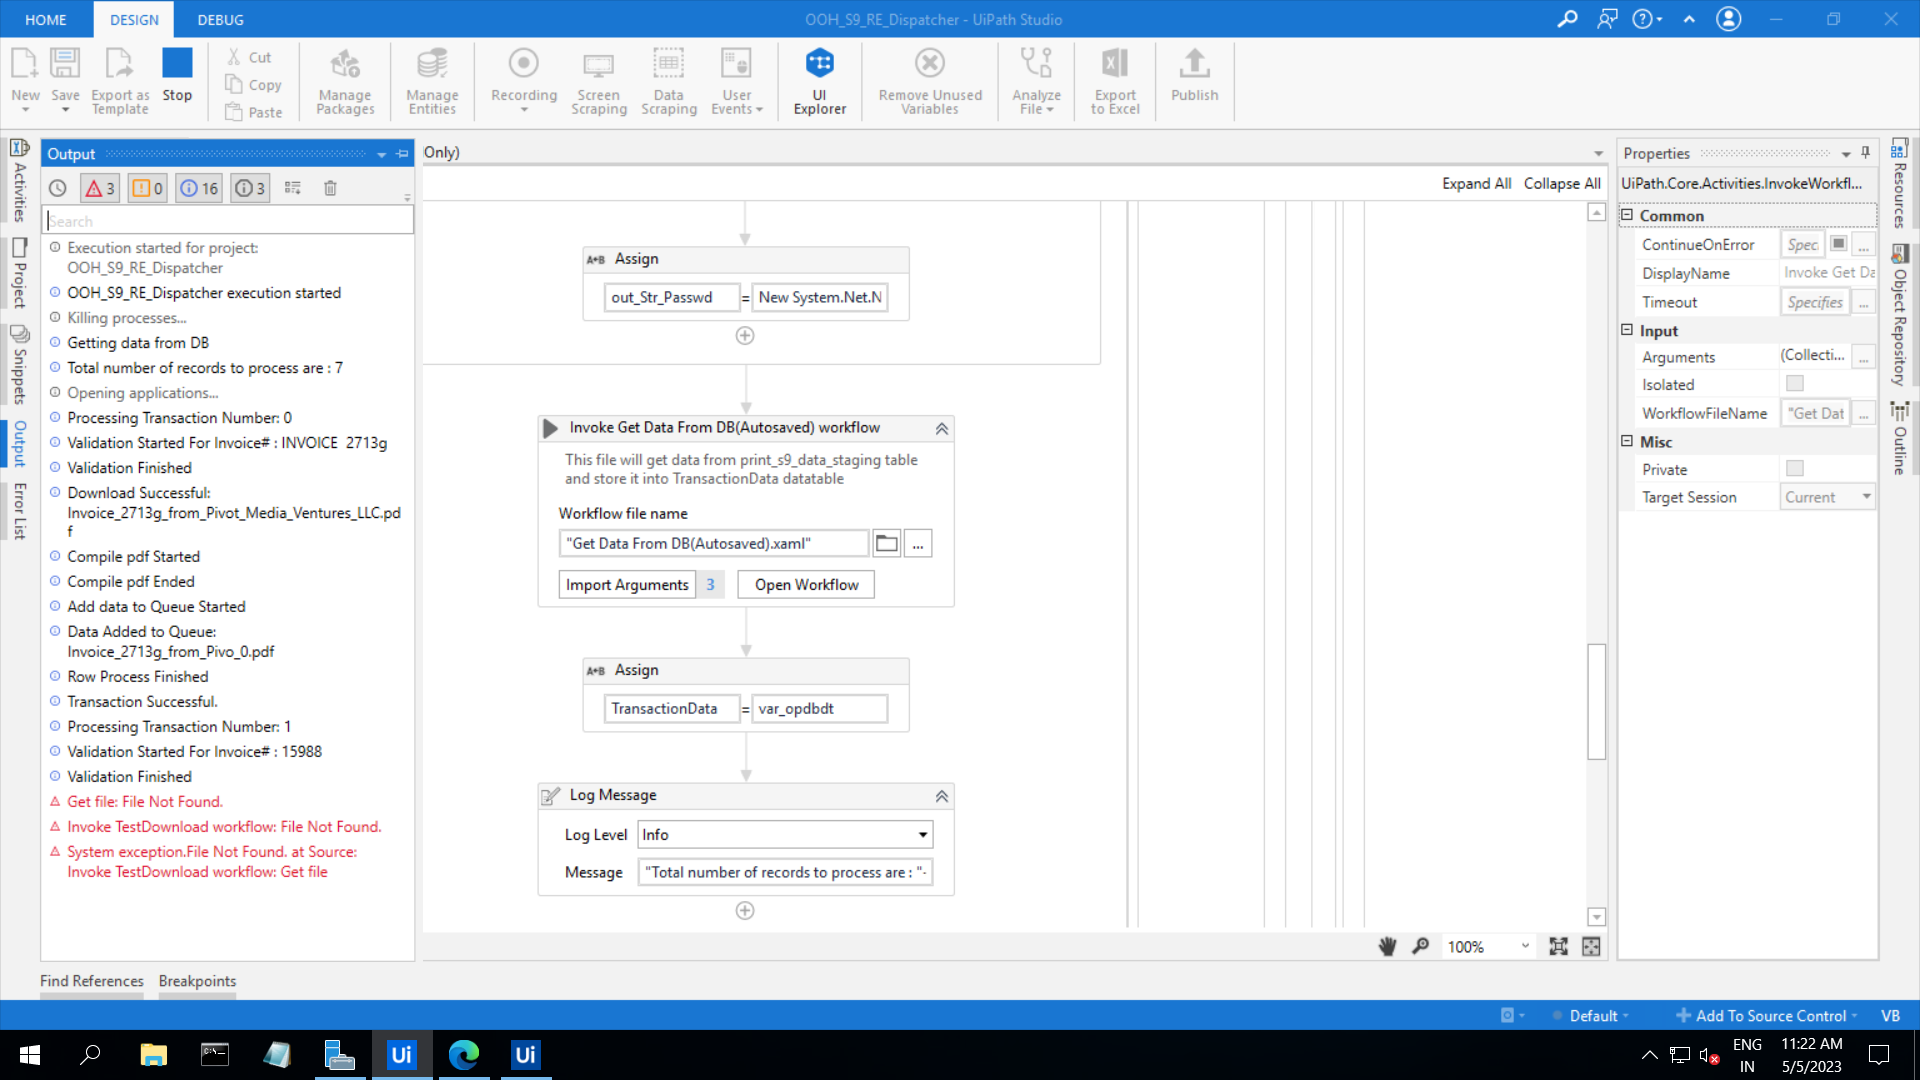 HOME
DESIGN
DEBUG
OOH_S9_RE_Dispatcher - UiPath Studio
New
Save
Export as
Template
Stop
Cut
Copy
Paste
Manage
Packages
Manage
Entities
Recording
Screen
Scraping
Data
Scraping
User
Events
UI
Explorer
Remove Unused
Variables
Analyze
File
Export
to Excel
Publish
Activities
Project
Snippets
Output
Error List
Output
3
0
16
3
Search
Execution started for project:
OOH_S9_RE_Dispatcher
OOH_S9_RE_Dispatcher execution started
Killing processes...
Getting data from DB
Total number of records to process are : 7
Opening applications...
Processing Transaction Number: 0
Validation Started For Invoice# : INVOICE 2713g
Validation Finished
Download Successful:
Invoice_2713g_from_Pivot_Media_Ventures_LLC.pd
f
Compile pdf Started
Compile pdf Ended
Add data to Queue Started
Data Added to Queue:
Invoice_2713g_from_Pivo_0.pdf
Row Process Finished
Transaction Successful.
Processing Transaction Number: 1
Validation Started For Invoice# : 15988
Validation Finished
Get file: File Not Found.
Invoke TestDownload workflow: File Not Found.
System exception.File Not Found. at Source:
Invoke TestDownload workflow: Get file
Find References
Breakpoints
Only)
Expand All
Collapse All
A+B Assign
out_Str_Passwd = New System.Net.N
Invoke Get Data From DB(Autosaved) workflow
This file will get data from print_s9_data_staging table
and store it into TransactionData datatable
Workflow file name
"Get Data From DB(Autosaved).xaml"
...
Import Arguments 3
Open Workflow
A+B Assign
TransactionData = var_opdbdt
Log Message
Log Level Info
Message "Total number of records to process are : "
100%
Properties
UiPath.Core.Activities.InvokeWorkfl...
Common
ContinueOnError Spec ...
DisplayName Invoke Get Da
Timeout Specifies ...
Input
Arguments (Collecti... ...
Isolated
WorkflowFileName "Get Dat ...
Misc
Private
Target Session Current
Resources
Object Repository
Outline
Default
Add To Source Control
VB
Ui
Ui
ENG
IN
11:22 AM
5/5/2023